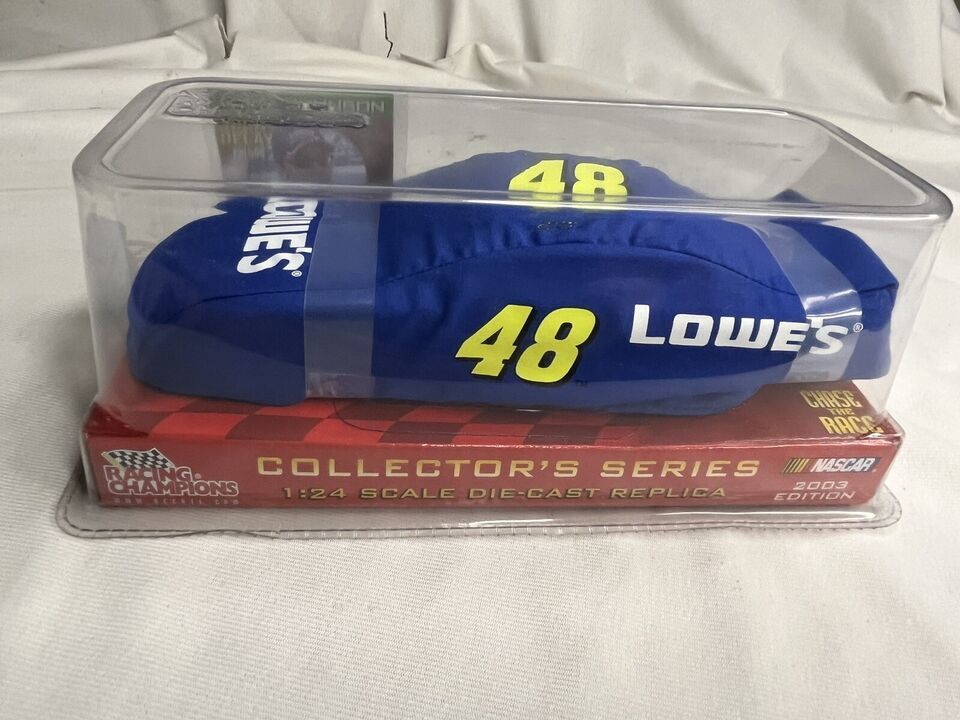 48
LOWE'S®
48™
LOWE'S®
CHASE
THE
RACE
RACING
CHAMPIONS
COLLECTOR'S SERIES
1:24 SCALE DIE-CAST REPLICA
NASCAR
2003
EDITION